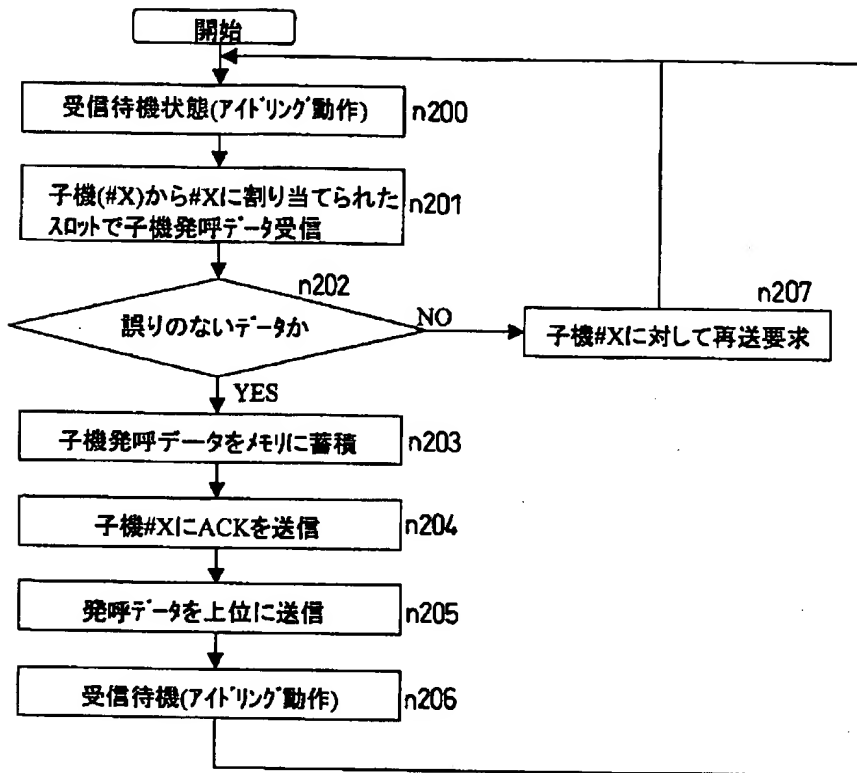 開始
受信待機状態(アイドリング動作)
n200
子機(#X)から#Xに割り当てられた
スロットで子機発呼データ受信
n201
n202
誤りのないデータか
NO
YES
n207
子機#Xに対して再送要求
子機発呼データをメモリに蓄積
n203
子機#XにACKを送信
n204
発呼データを上位に送信
n205
受信待機(アイドリング動作)
n206